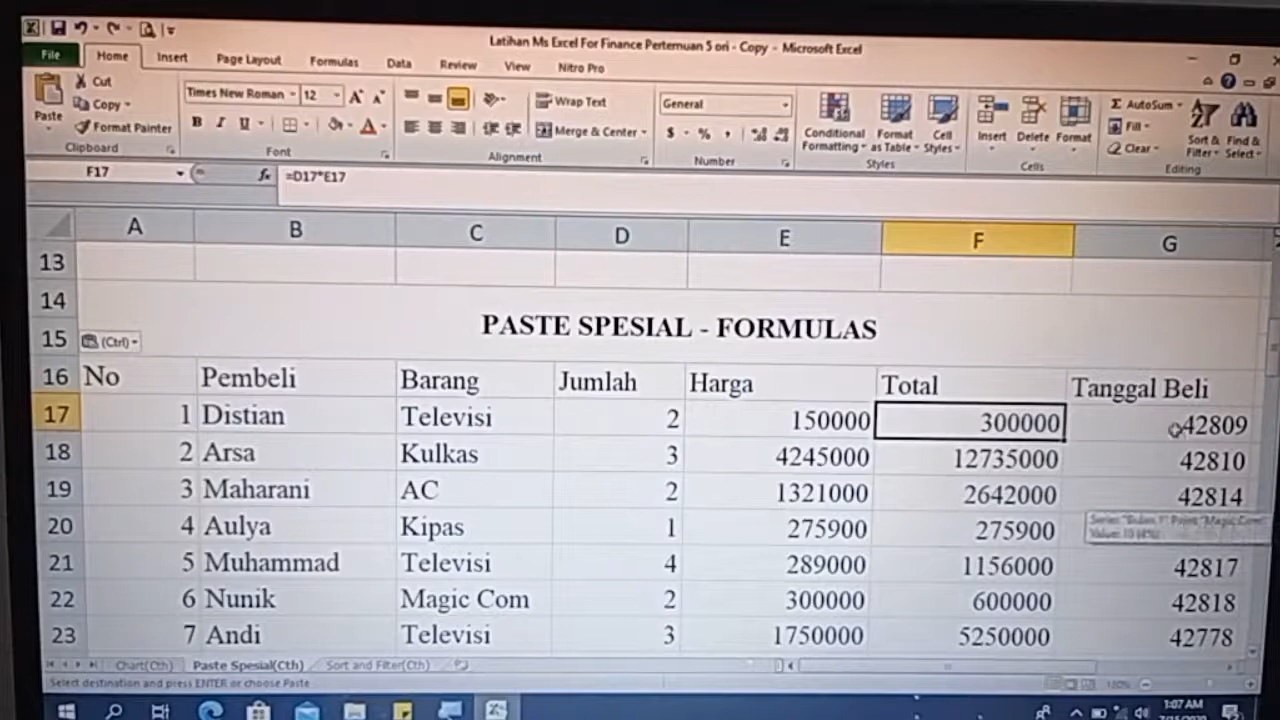 Latihan Ms Excel For Finance Pertemuan 5 ori - Copy - Microsoft Excel
File Home Insert Page Layout Formulas Data Review View Nitro Pro
Paste Cut Copy Format Painter
Clipboard
Times New Roman 12
B I U
Font
Wrap Text
Merge & Center
Alignment
General
$ % ,
Number
Conditional Formatting Format as Table Cell Styles
Styles
Insert Delete Format
Cells
Σ AutoSum Fill Clear
Sort & Filter Find & Select
Editing
F17 fx =D17*E17
A B C D E F G
13
14
PASTE SPESIAL - FORMULAS
15 (Ctrl)
16 No Pembeli Barang Jumlah Harga Total Tanggal Beli
17 1 Distian Televisi 2 150000 300000 42809
18 2 Arsa Kulkas 3 4245000 12735000 42810
19 3 Maharani AC 2 1321000 2642000 42814
20 4 Aulya Kipas 1 275900 275900
21 5 Muhammad Televisi 4 289000 1156000 42817
22 6 Nunik Magic Com 2 300000 600000 42818
23 7 Andi Televisi 3 1750000 5250000 42778
Chart(Cth) Paste Spesial(Cth) Sort and Filter(Cth)
Select destination and press ENTER or choose Paste
1:07 AM